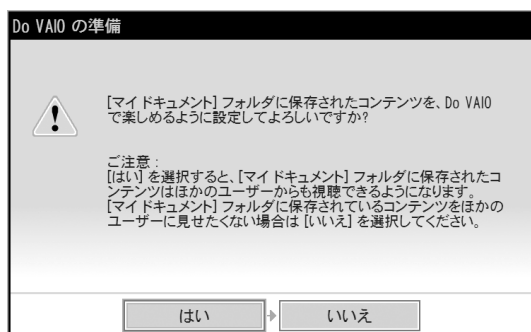 Do VAIO の準備
[マイ ドキュメント] フォルダに保存されたコンテンツを、Do VAIO
で楽しめるように設定してよろしいですか?
ご注意：
[はい] を選択すると、[マイ ドキュメント] フォルダに保存されたコ
ンテンツはほかのユーザーからも視聴できるようになります。
[マイ ドキュメント] フォルダに保存されているコンテンツをほかの
ユーザーに見せたくない場合は [いいえ] を選択してください。
はい
いいえ